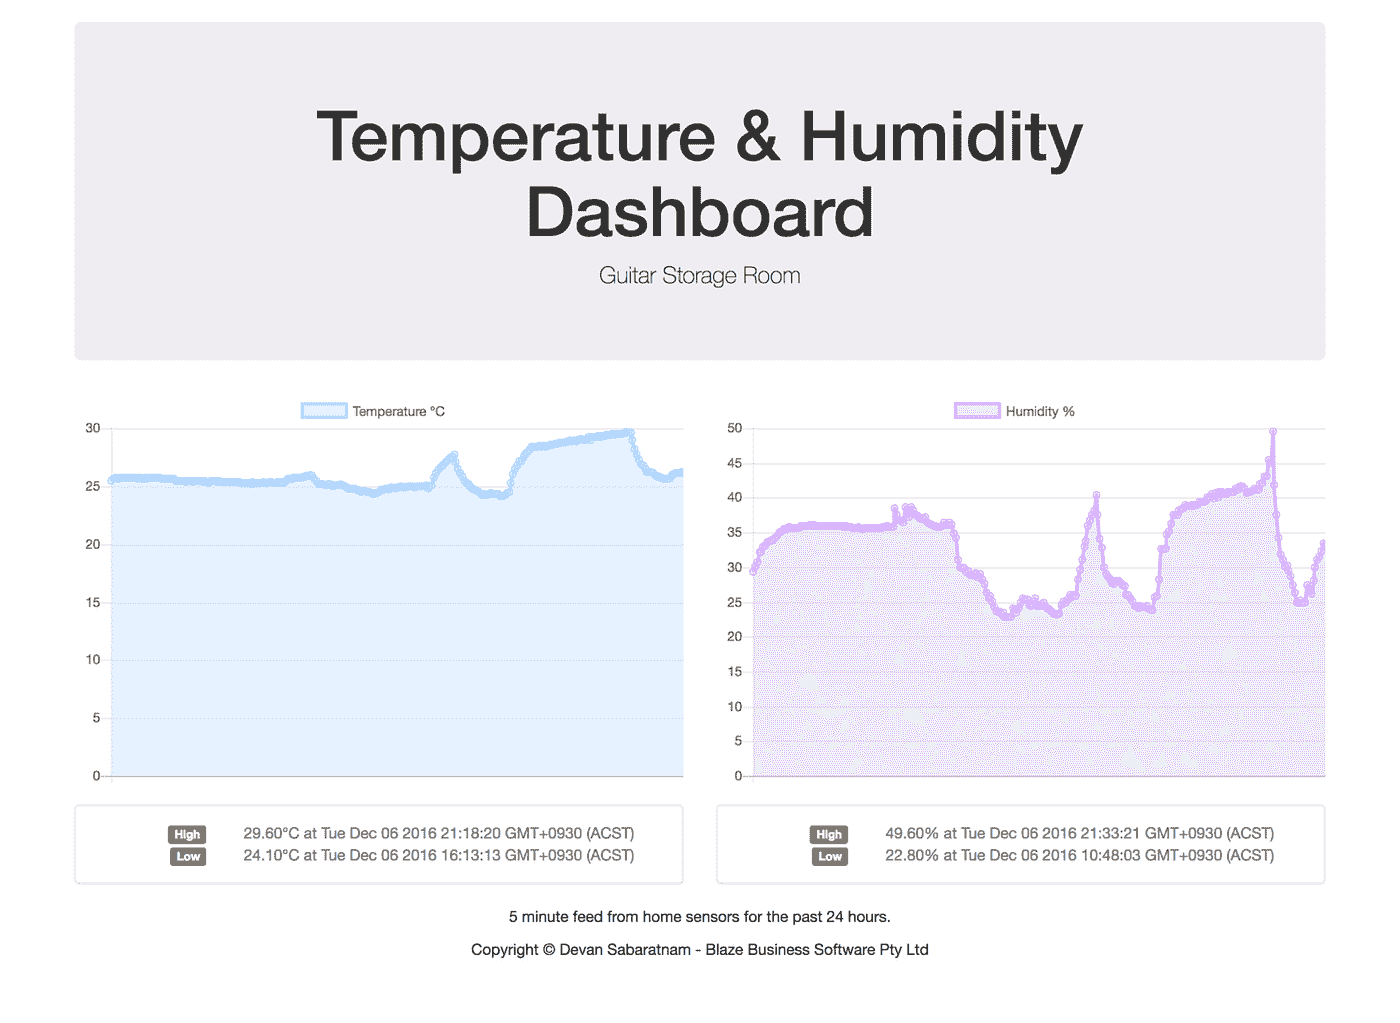 Temperature & Humidity
Dashboard
Guitar Storage Room
Temperature °C
30
25
20
15
10
5
0
Humidity %
50
45
40
35
30
25
20
15
10
5
0
High 29.60°C at Tue Dec 06 2016 21:18:20 GMT+0930 (ACST)
Low 24.10°C at Tue Dec 06 2016 16:13:13 GMT+0930 (ACST)
High 49.60% at Tue Dec 06 2016 21:33:21 GMT+0930 (ACST)
Low 22.80% at Tue Dec 06 2016 10:48:03 GMT+0930 (ACST)
5 minute feed from home sensors for the past 24 hours.
Copyright © Devan Sabaratnam - Blaze Business Software Pty Ltd